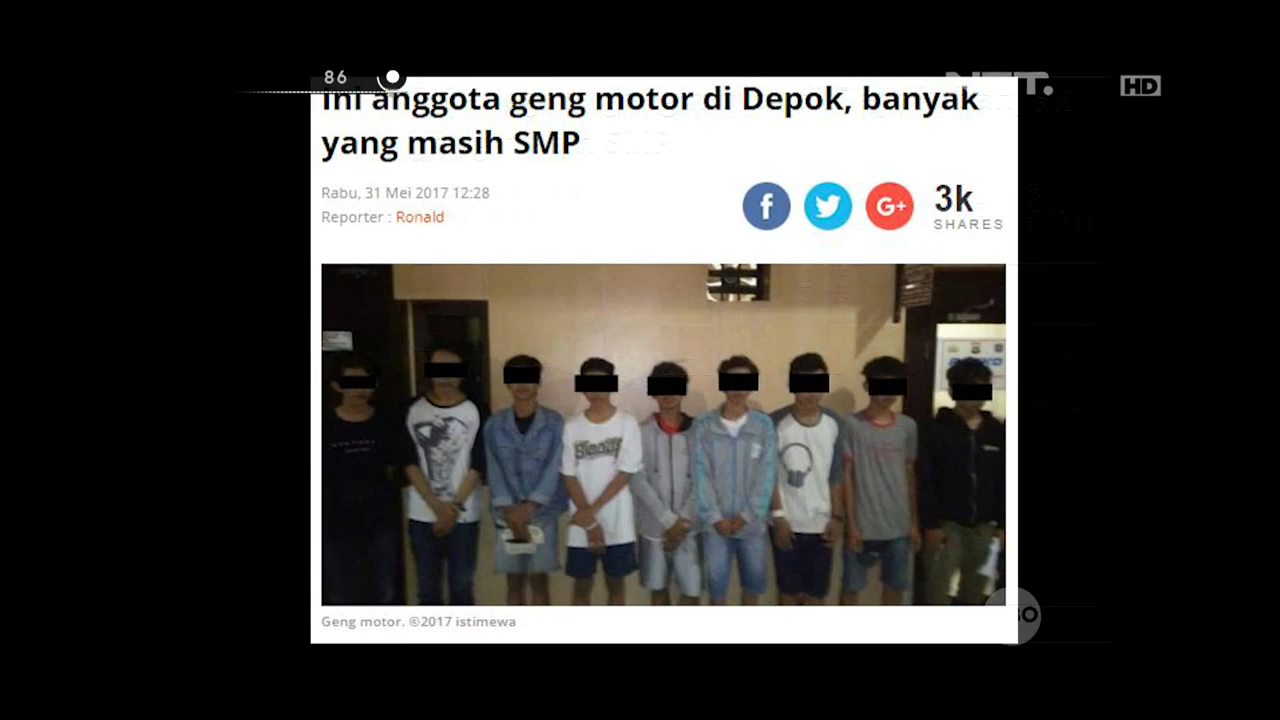 86
NET.
HD
Ini anggota geng motor di Depok, banyak
yang masih SMP
Rabu, 31 Mei 2017 12:28
Reporter : Ronald
f
G+
3k
SHARES
Geng motor. ©2017 istimewa